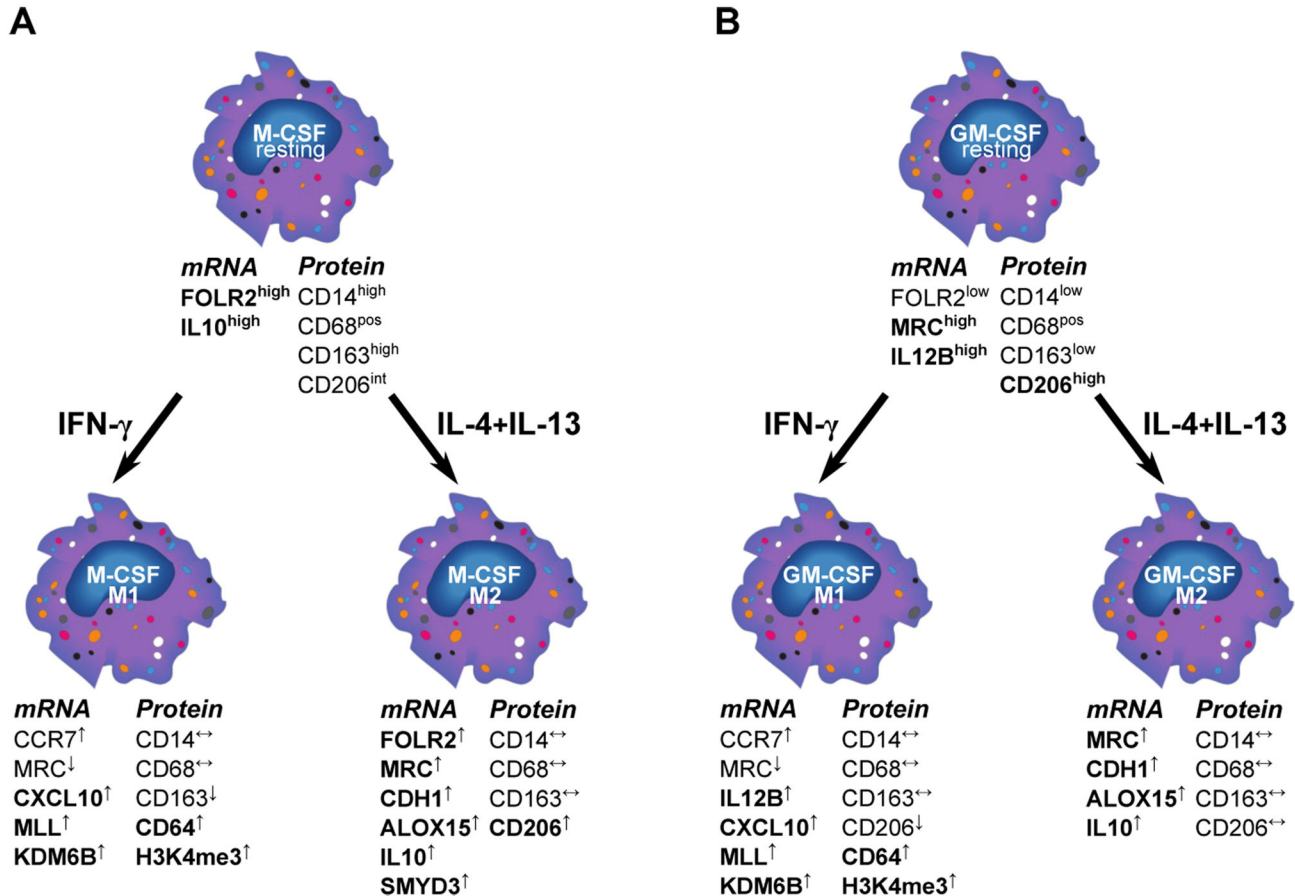 A
B
M-CSF
resting
GM-CSF
resting
mRNA Protein
FOLR2high CD14high
IL10high CD68pos
CD163high
CD206int
mRNA Protein
FOLR2low CD14low
MRChigh CD68pos
IL12Bhigh CD163low
CD206high
IFN-γ
IL-4+IL-13
IFN-γ
IL-4+IL-13
M-CSF
M1
M-CSF
M2
GM-CSF
M1
GM-CSF
M2
mRNA Protein
CCR7↑ CD14↔
MRC↓ CD68↔
CXCL10↑ CD163↓
MLL↑ CD64↑
KDM6B↑ H3K4me3↑
mRNA Protein
FOLR2↑ CD14↔
MRC↑ CD68↔
CDH1↑ CD163↔
ALOX15↑ CD206↑
IL10↑
SMYD3↑
mRNA Protein
CCR7↑ CD14↔
MRC↓ CD68↔
IL12B↑ CD163↔
CXCL10↑ CD206↓
MLL↑ CD64↑
KDM6B↑ H3K4me3↑
mRNA Protein
MRC↑ CD14↔
CDH1↑ CD68↔
ALOX15↑ CD163↔
IL10↑ CD206↔